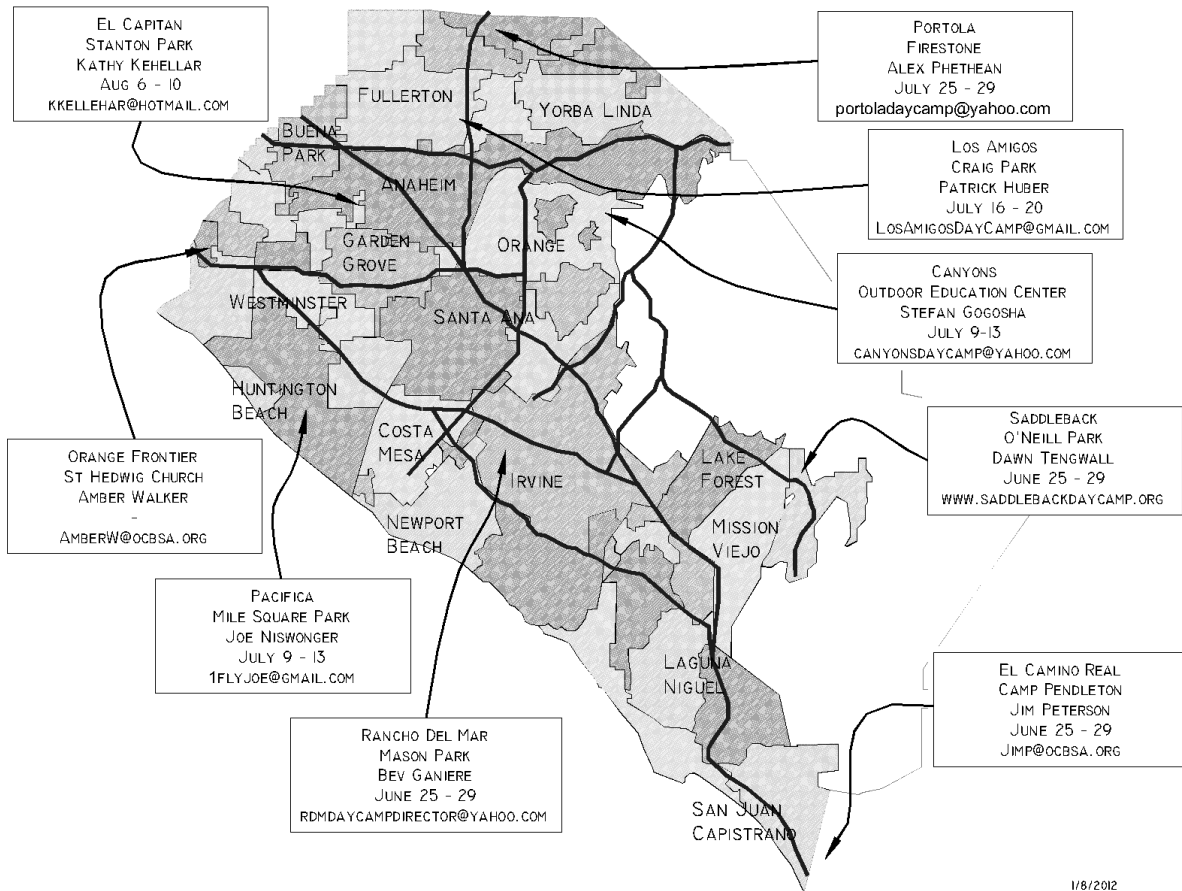 El Capitan
Stanton Park
Kathy Kehellar
Aug 6 - 10
kkellehar@hotmail.com
Portola
Firestone
Alex Phethean
July 25 - 29
portoladaycamp@yahoo.com
Los Amigos
Craig Park
Patrick Huber
July 16 - 20
LosAmigosDayCamp@gmail.com
Canyons
Outdoor Education Center
Stefan Gogosha
July 9-13
canyonsdaycamp@yahoo.com
Saddleback
O'Neill Park
Dawn Tengwall
June 25 - 29
www.saddlebackdaycamp.org
El Camino Real
Camp Pendleton
Jim Peterson
June 25 - 29
Jimp@ocbsa.org
Orange Frontier
St Hedwig Church
Amber Walker
-
AmberW@ocbsa.org
Pacifica
Mile Square Park
Joe Niswonger
July 9 - 13
1flyjoe@gmail.com
Rancho Del Mar
Mason Park
Bev Ganiere
June 25 - 29
rdmdaycampdirector@yahoo.com
Fullerton
Yorba Linda
Buena
Park
Anaheim
Garden
Grove
Orange
Westminster
Santa Ana
Huntington
Beach
Costa
Mesa
Irvine
Lake
Forest
Newport
Beach
Mission
Viejo
Laguna
Niguel
San Juan
Capistrano
1/8/2012